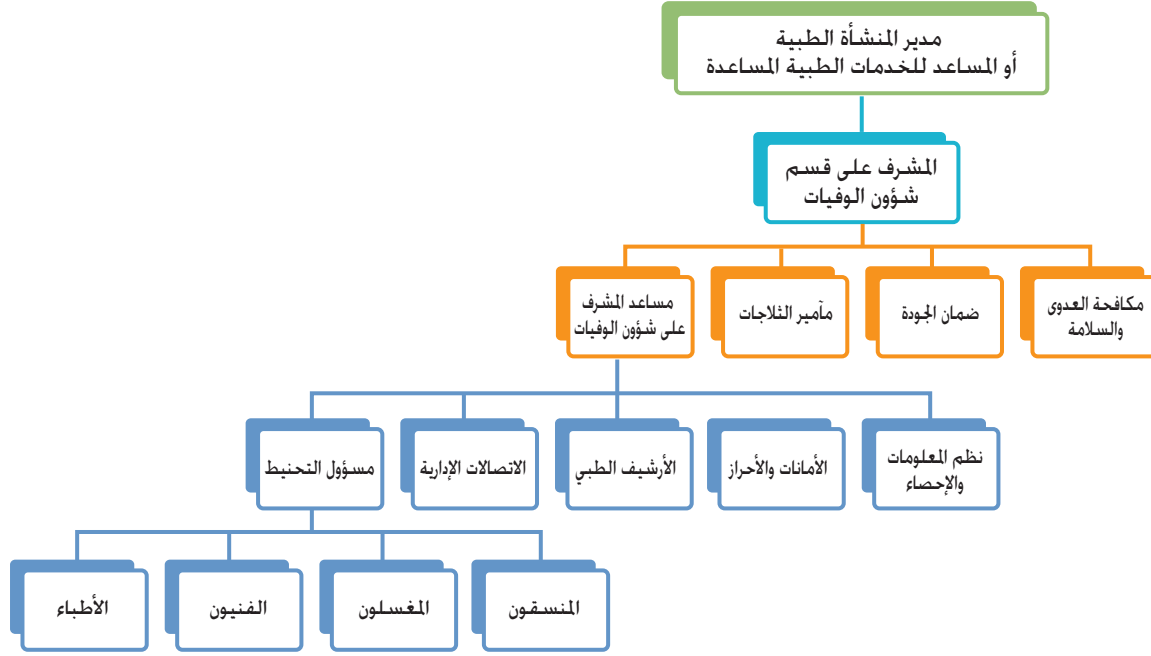 مدير المنشأة الطبية
أو المساعد للخدمات الطبية المساعدة
المشرف على قسم
شؤون الوفيات
مكافحة العدوى
والسلامة
ضمان الجودة
مآمير الثلاجات
مساعد المشرف
على شؤون الوفيات
نظم المعلومات
والإحصاء
الأمانات والأحراز
الأرشيف الطبي
الاتصالات الإدارية
مسؤول التحنيط
المنسقون
المغسلون
الفنيون
الأطباء